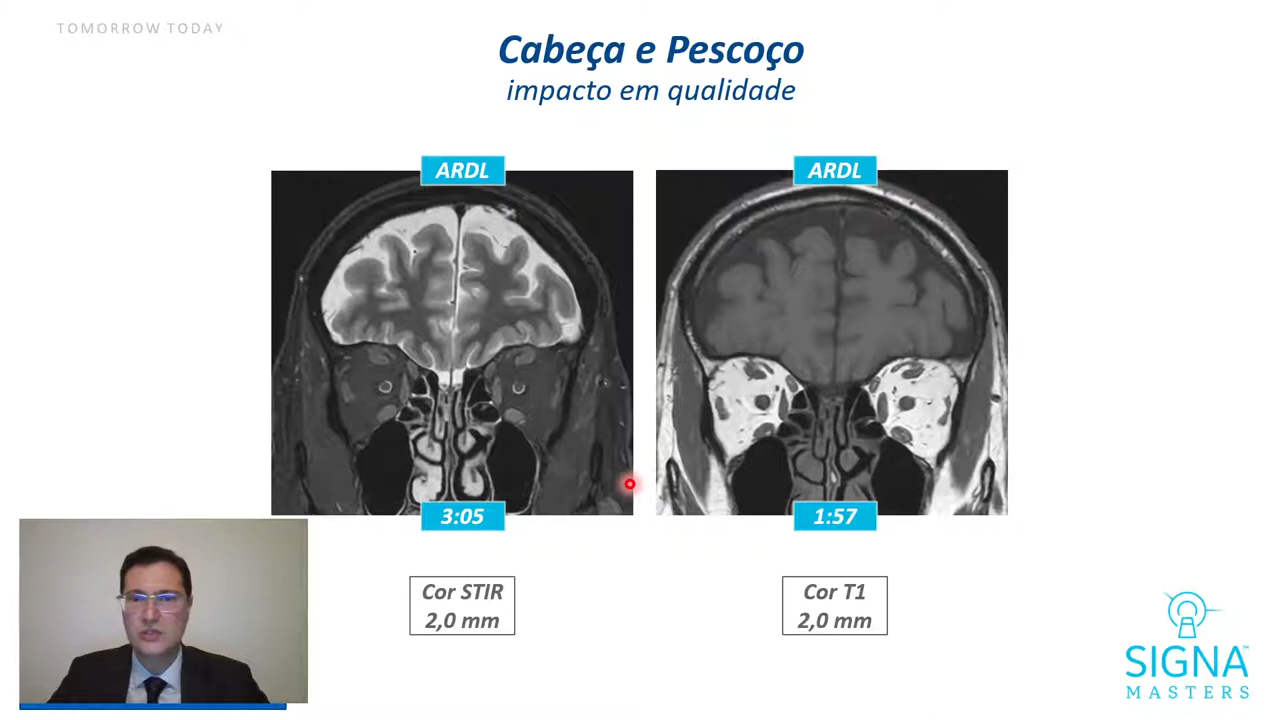 TOMORROW TODAY
Cabeça e Pescoço
impacto em qualidade
ARDL
ARDL
3:05
1:57
Cor STIR
2,0 mm
Cor T1
2,0 mm
SIGNA™
MASTERS